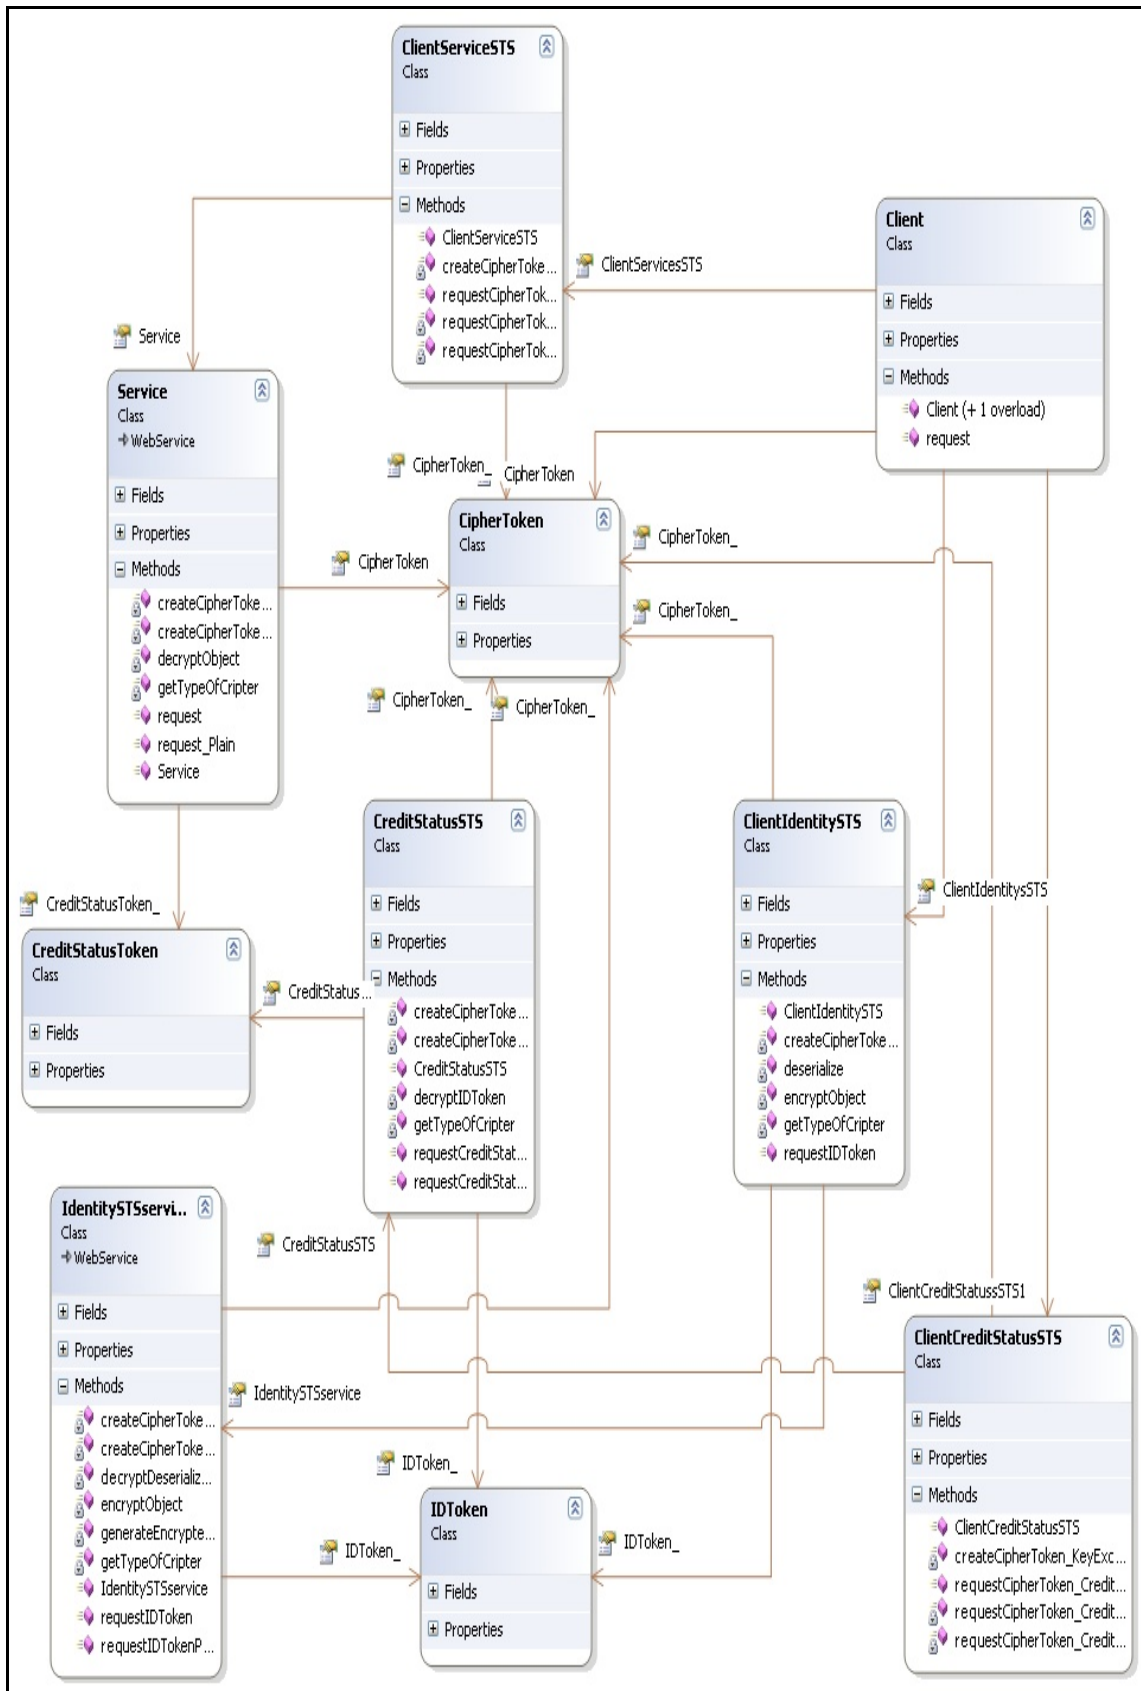 ClientServiceSTS
Class
Fields
Properties
Methods
ClientServiceSTS
createCipherToke...
requestCipherTok...
requestCipherTok...
requestCipherTok...
Client
Class
Fields
Properties
Methods
Client (+ 1 overload)
request
ClientServicesSTS
Service
Service
Class
WebService
Fields
Properties
Methods
createCipherToke...
createCipherToke...
decryptObject
getTypeOfCripter
request
request_Plain
Service
CipherToken_
CipherToken
CipherToken
CipherToken
Class
Fields
Properties
CipherToken_
CipherToken_
CipherToken_
CipherToken_
CreditStatusSTS
Class
Fields
Properties
Methods
createCipherToke...
createCipherToke...
CreditStatusSTS
decryptIDToken
getTypeOfCripter
requestCreditStat...
requestCreditStat...
ClientIdentitySTS
Class
Fields
Properties
Methods
ClientIdentitySTS
createCipherToke...
deserialize
encryptObject
getTypeOfCripter
requestIDToken
ClientIdentitysSTS
CreditStatusToken_
CreditStatusToken
Class
Fields
Properties
CreditStatus...
IdentitySTSservi...
Class
WebService
Fields
Properties
Methods
createCipherToke...
createCipherToke...
decryptDeserializ...
encryptObject
generateEncrypte...
getTypeOfCripter
IdentitySTSservice
requestIDToken
requestIDTokenP...
CreditStatusSTS
IdentitySTSservice
IDToken_
IDToken_
IDToken
Class
Fields
Properties
IDToken_
ClientCreditStatussSTS1
ClientCreditStatusSTS
Class
Fields
Properties
Methods
ClientCreditStatusSTS
createCipherToken_KeyExc...
requestCipherToken_Credit...
requestCipherToken_Credit...
requestCipherToken_Credit...